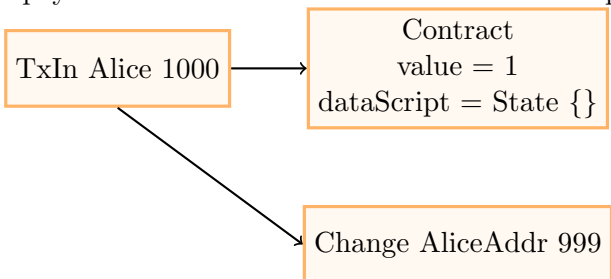 TxIn Alice 1000
Contract
value = 1
dataScript = State {}
Change AliceAddr 999